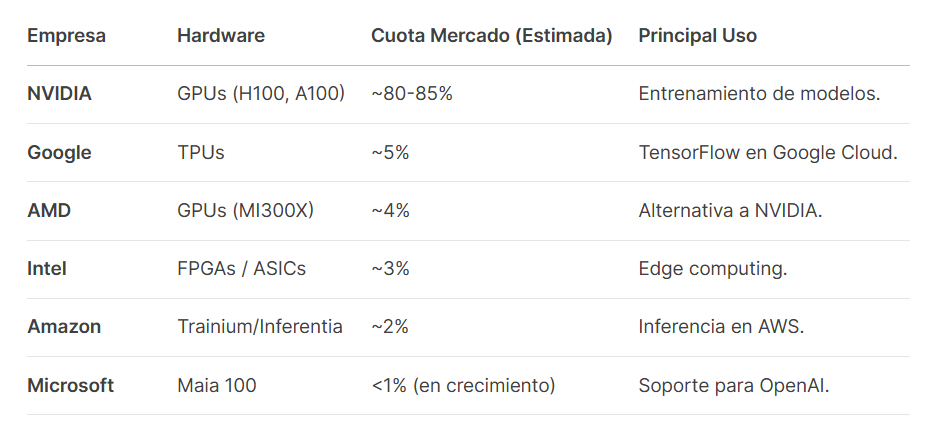 Empresa Hardware Cuota Mercado (Estimada) Principal Uso
NVIDIA GPUs (H100, A100) ~80-85% Entrenamiento de modelos.
Google TPUs ~5% TensorFlow en Google Cloud.
AMD GPUs (MI300X) ~4% Alternativa a NVIDIA.
Intel FPGAs / ASICs ~3% Edge computing.
Amazon Trainium/Inferentia ~2% Inferencia en AWS.
Microsoft Maia 100 <1% (en crecimiento) Soporte para OpenAI.